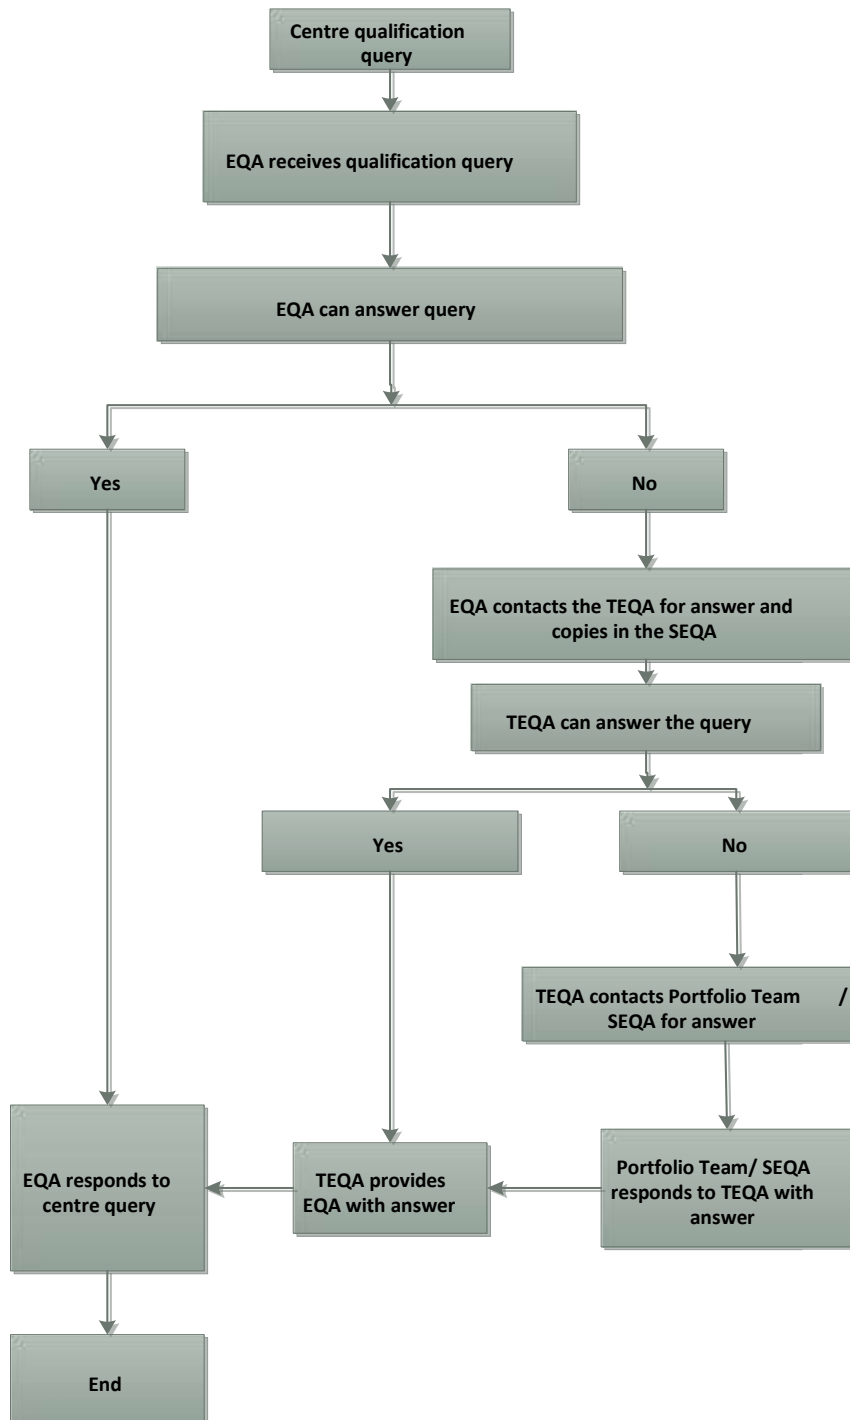 Centre qualification
query
EQA receives qualification query
EQA can answer query
Yes
No
EQA contacts the TEQA for answer and
copies in the SEQA
TEQA can answer the query
Yes
No
TEQA contacts Portfolio Team /
SEQA for answer
EQA responds to
centre query
TEQA provides
EQA with answer
Portfolio Team/ SEQA
responds to TEQA with
answer
End